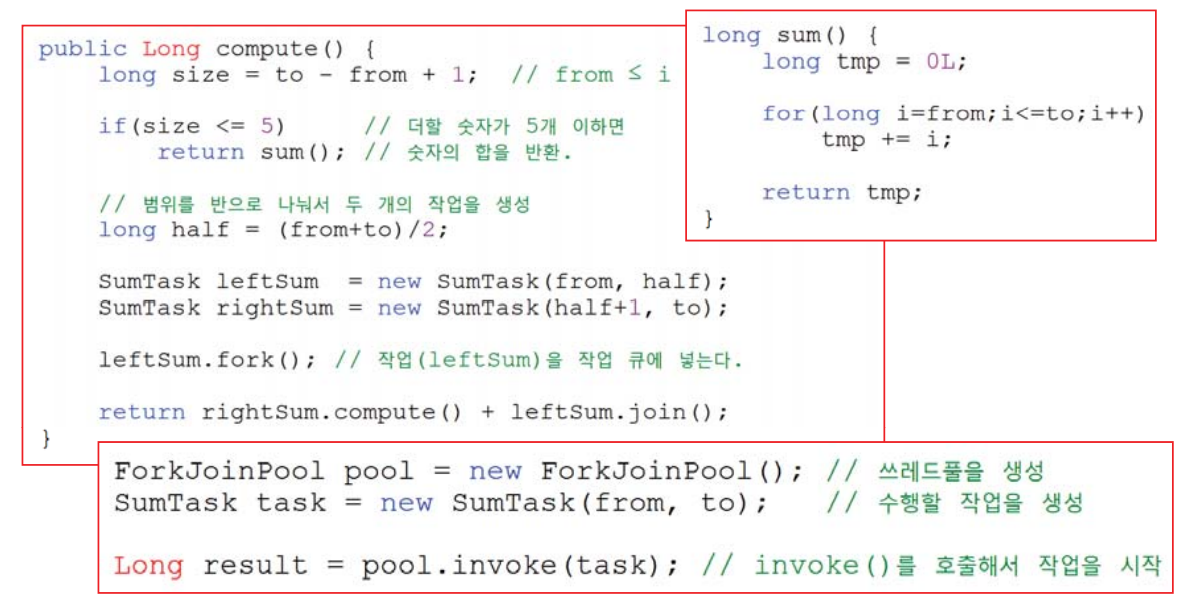 public Long compute() {
    long size = to - from + 1;  // from ≤ i

    if(size <= 5)      // 더할 숫자가 5개 이하면
        return sum(); // 숫자의 합을 반환.

    // 범위를 반으로 나눠서 두 개의 작업을 생성
    long half = (from+to)/2;

    SumTask leftSum  = new SumTask(from, half);
    SumTask rightSum = new SumTask(half+1, to);

    leftSum.fork(); // 작업(leftSum)을 작업 큐에 넣는다.

    return rightSum.compute() + leftSum.join();
}
long sum() {
    long tmp = 0L;

    for(long i=from;i<=to;i++)
        tmp += i;

    return tmp;
}
ForkJoinPool pool = new ForkJoinPool(); // 쓰레드풀을 생성
SumTask task = new SumTask(from, to);   // 수행할 작업을 생성

Long result = pool.invoke(task); // invoke()를 호출해서 작업을 시작